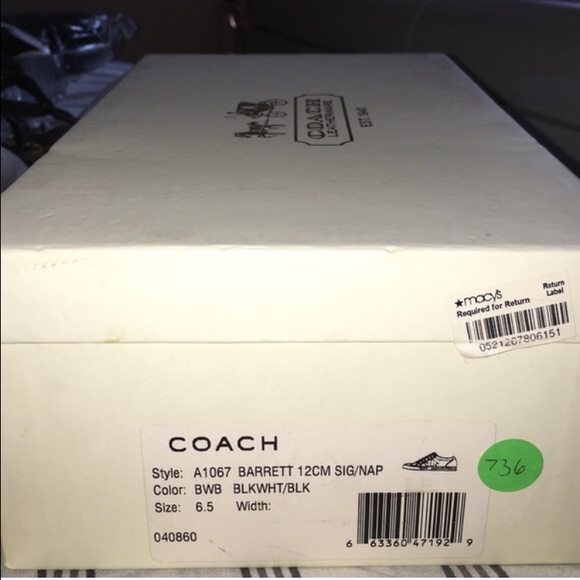 COACH
LEATHERWARE
EST. 1941
★macy's
Return
Label
Required for Return
0521267806151
COACH
Style: A1067 BARRETT 12CM SIG/NAP
Color: BWB BLKWHT/BLK
Size: 6.5 Width:
040860
6 63360 47192 9
736